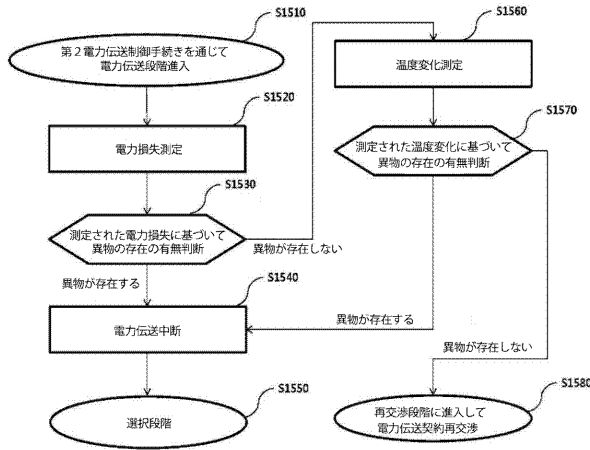 S1510
第２電力伝送制御手続きを通じて
電力伝送段階進入
S1520
電力損失測定
S1530
測定された電力損失に基づいて
異物の存在の有無判断
異物が存在しない
異物が存在する
S1540
電力伝送中断
S1550
選択段階
S1560
温度変化測定
S1570
測定された温度変化に基づいて
異物の存在の有無判断
異物が存在する
異物が存在しない
S1580
再交渉段階に進入して
電力伝送契約再交渉